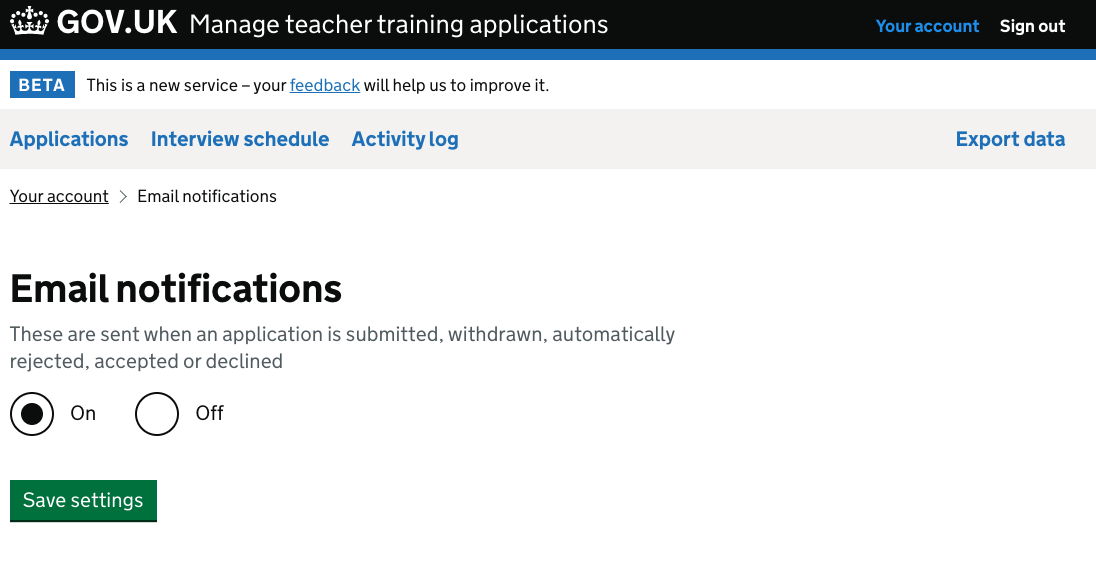 GOV.UK Manage teacher training applications Your account Sign out
BETA This is a new service – your feedback will help us to improve it.
Applications Interview schedule Activity log Export data
Your account Email notifications
Email notifications
These are sent when an application is submitted, withdrawn, automatically
rejected, accepted or declined
On Off
Save settings